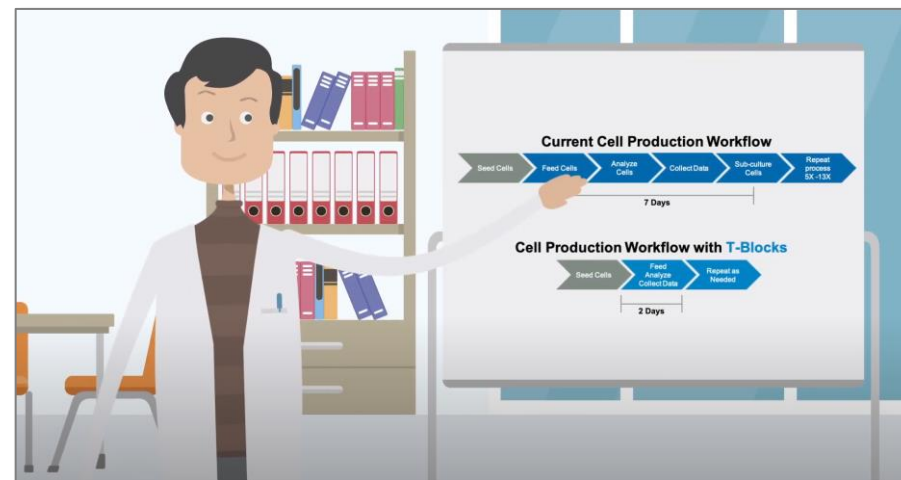 Current Cell Production Workflow
Seed Cells
Feed Cells
Analyze
Cells
Collect Data
Sub-culture
Cells
Repeat
process
5X -13X
7 Days
Cell Production Workflow with T-Blocks
Seed Cells
Feed
Analyze
Collect Data
Repeat as
Needed
2 Days